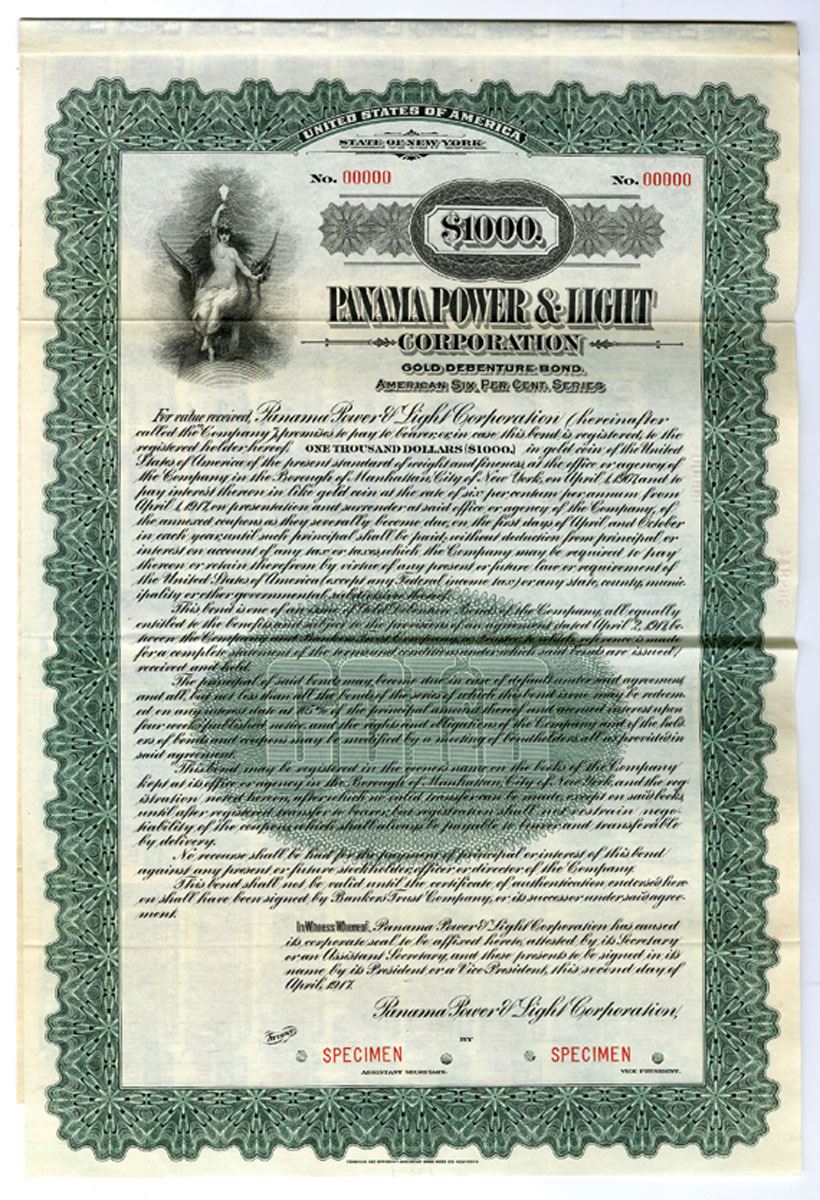 UNITED STATES OF AMERICA
STATE OF NEW YORK
No. 00000
No. 00000
$1000.
PANAMA POWER & LIGHT
CORPORATION
GOLD DEBENTURE BOND.
AMERICAN SIX PER CENT. SERIES
For value received, Panama Power & Light Corporation (hereinafter
called the "Company") promises to pay to bearer, or, in case this bond is registered, to the
registered holder hereof, ONE THOUSAND DOLLARS ($1000.) in gold coin of the United
States of America of the present standard of weight and fineness, at the office or agency of
the Company in the Borough of Manhattan, City of New York, on April 1, 1967, and to
pay interest thereon in like gold coin at the rate of six per centum per annum from
April 1, 1917, on presentation and surrender at said office or agency of the Company, of
the annexed coupons as they severally become due, on the first days of April and October
in each year, until such principal shall be paid, without deduction from principal or
interest on account of any tax or taxes, which the Company may be required to pay
thereon or retain therefrom by virtue of any present or future law or requirement of
the United States of America (except any Federal income tax) or any state, county, munic-
ipality or other governmental subdivision thereof.
This bond is one of an issue of Gold Debenture Bonds of the Company, all equally
entitled to the benefits and subject to the provisions of an agreement dated April 2, 1917, be-
tween the Company and Bankers Trust Company, as Trustee, to which reference is made
for a complete statement of the terms and conditions under which said bonds are issued,
received and held.
The principal of said bonds may become due in case of default under said agreement,
and all, but not less than all the bonds of the series of which this bond is one may be redeem-
ed on any interest date at 105% of the principal amount thereof and accrued interest upon
four weeks' published notice, and the rights and obligations of the Company and of the hold-
ers of bonds and coupons may be modified by a meeting of bondholders, all as provided in
said agreement.
This bond may be registered in the owner's name on the books of the Company
kept at its office or agency in the Borough of Manhattan, City of New York, and the reg-
istration noted hereon, after which no valid transfer can be made, except on said books,
until after registered transfer to bearer, but registration shall not restrain nego-
tiability of the coupons, which shall always be payable to bearer and transferable
by delivery.
No recourse shall be had for the payment of principal or interest of this bond
against any present or future stockholder, officer or director of the Company.
This bond shall not be valid until the certificate of authentication endorsed here-
on shall have been signed by Bankers Trust Company, or its successor under said agree-
ment.
In Witness Whereof, Panama Power & Light Corporation has caused
its corporate seal to be affixed hereto, attested by its Secretary
or an Assistant Secretary, and these presents to be signed in its
name by its President or a Vice President, this second day of
April, 1917.
Panama Power & Light Corporation,
ATTEST
BY
SPECIMEN
SPECIMEN
ASSISTANT SECRETARY.
VICE PRESIDENT.